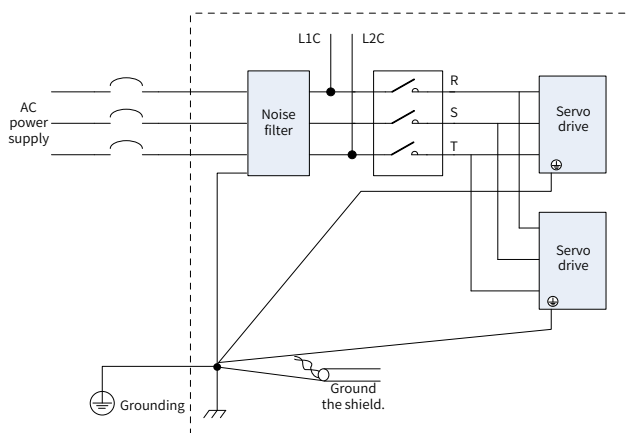 L1C
L2C
R
S
T
AC
power
supply
Noise
filter
Servo
drive
Servo
drive
Grounding
Ground
the shield.